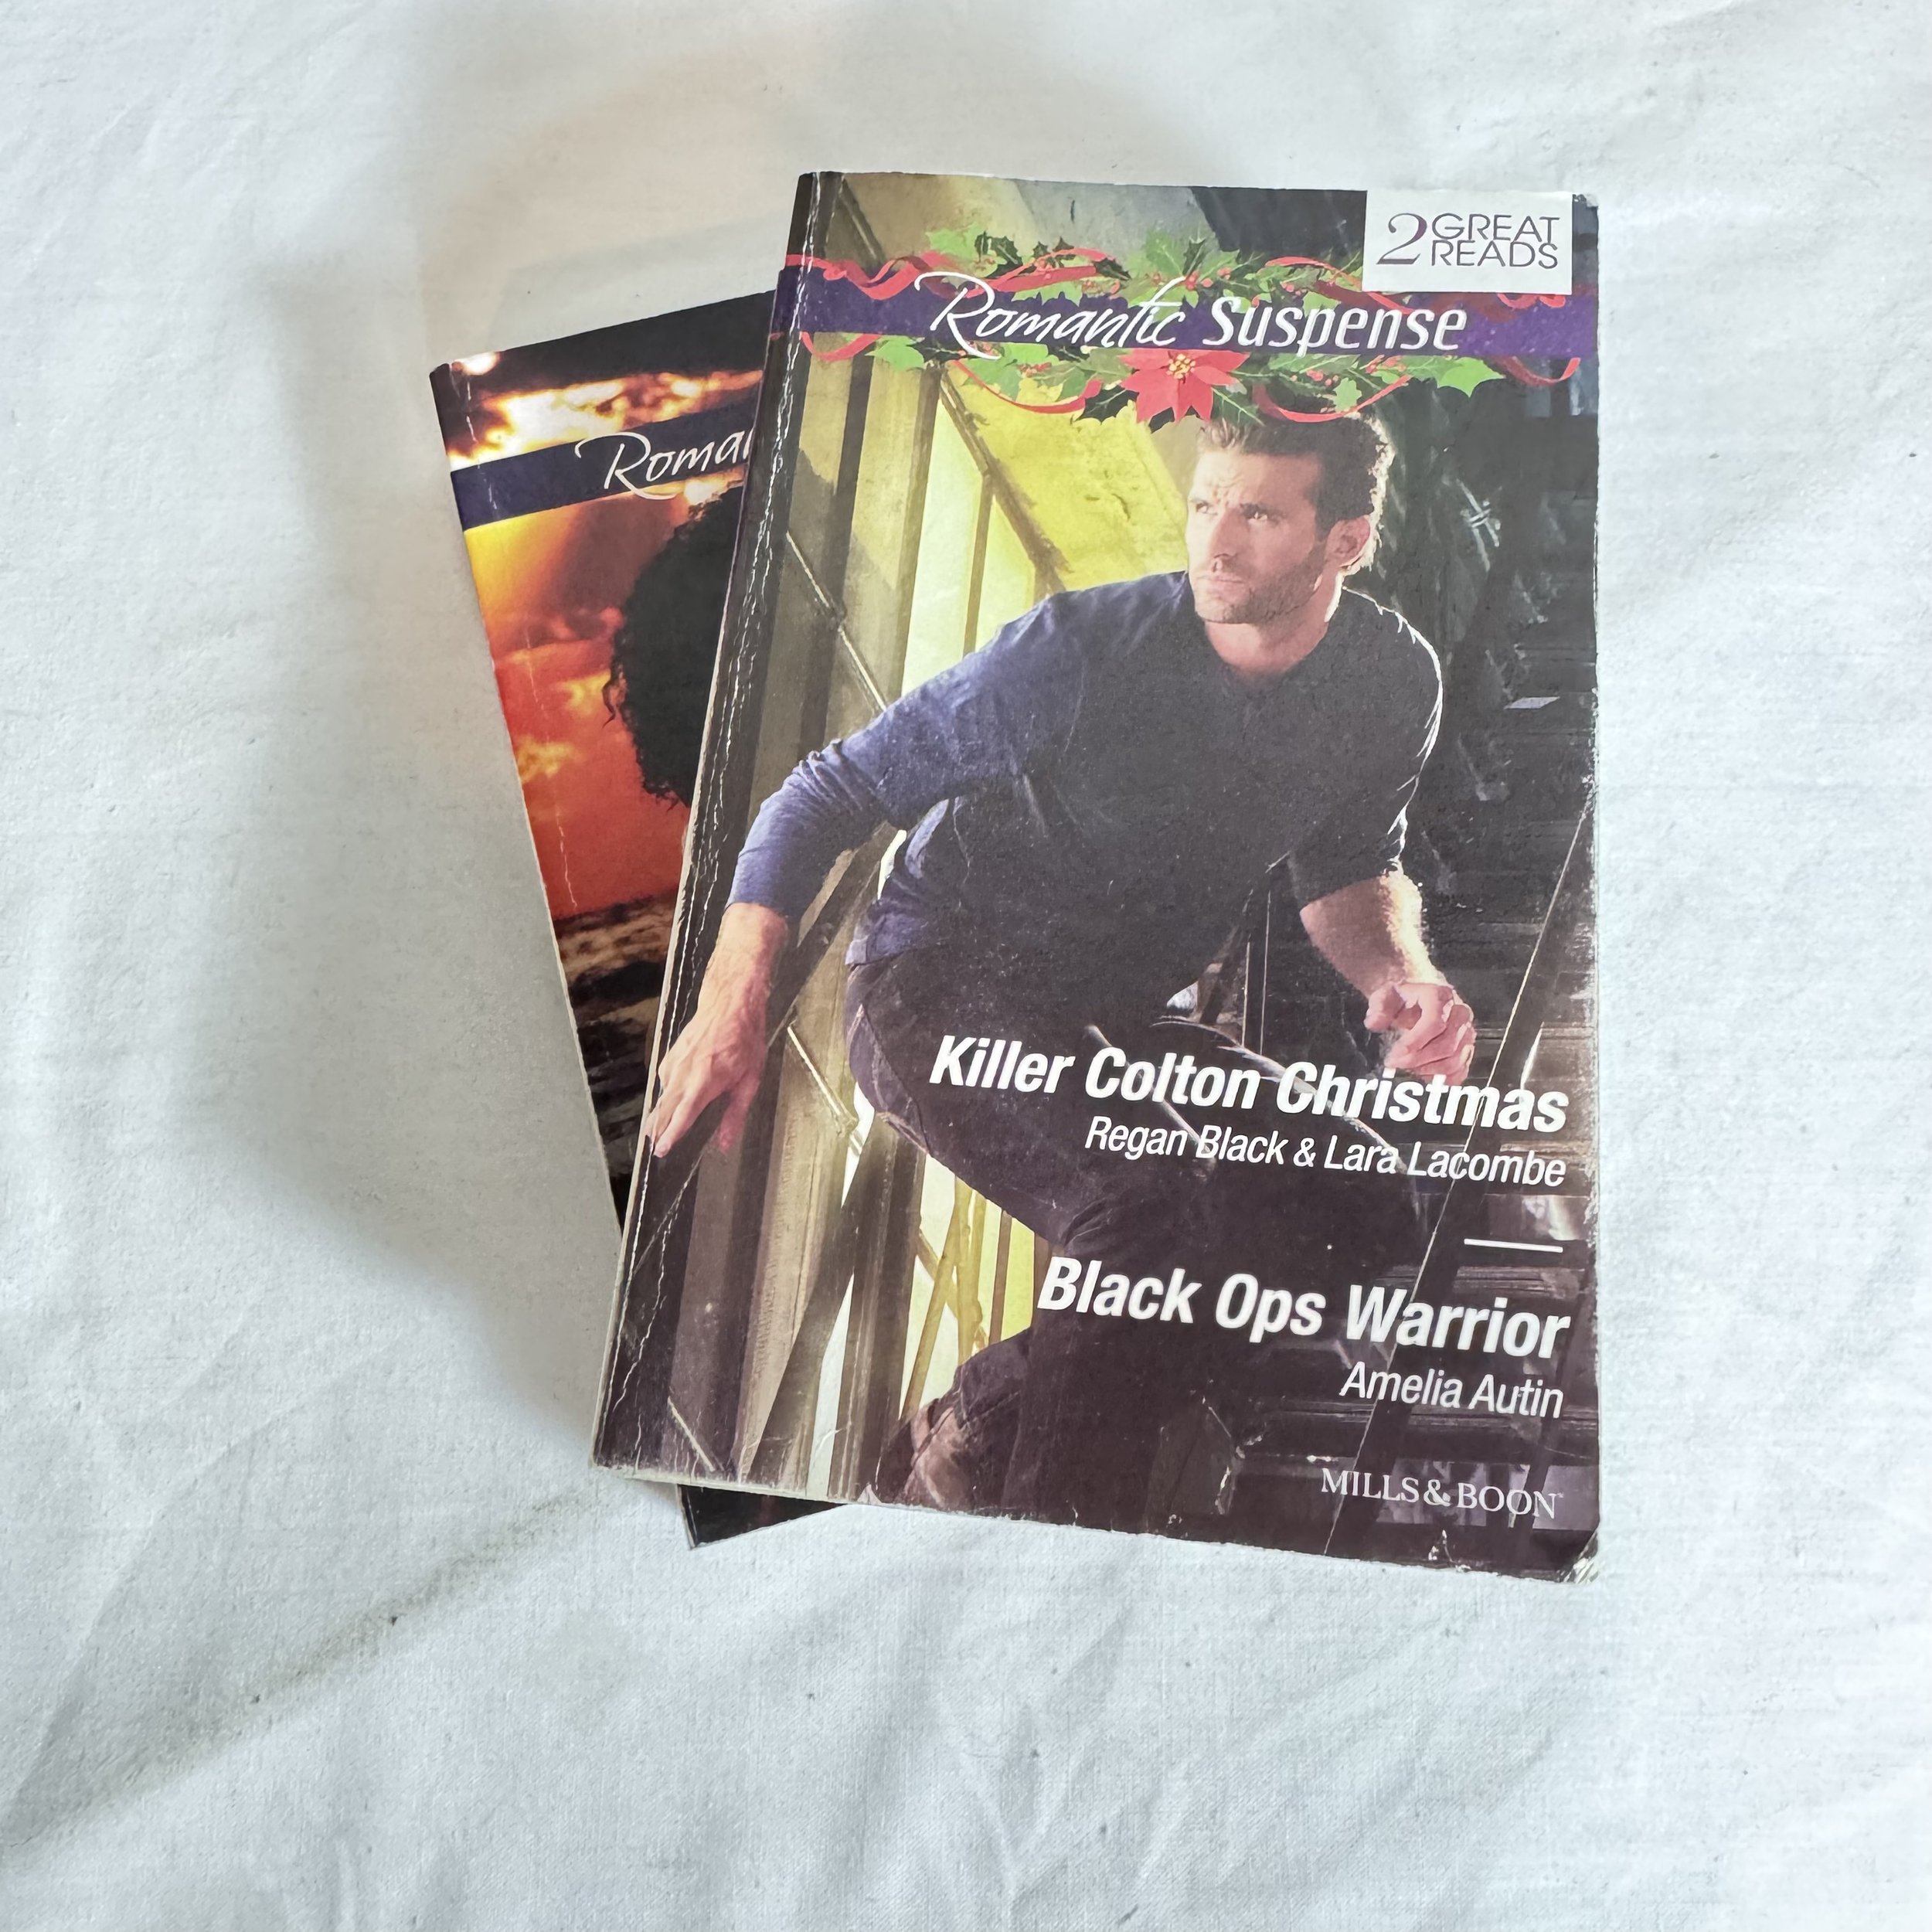 2 GREAT
READS
Romantic Suspense
Killer Colton Christmas
Regan Black & Lara Lacombe
Black Ops Warrior
Amelia Autin
MILLS & BOON